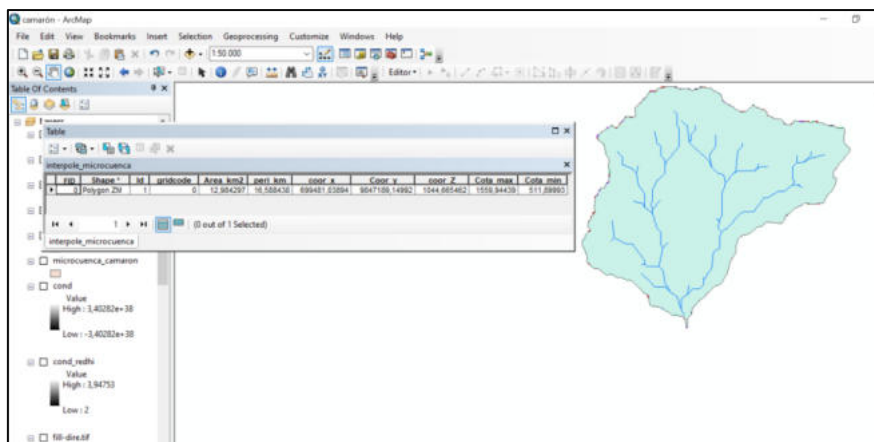 camarón - ArcMap
File Edit View Bookmarks Insert Selection Geoprocessing Customize Windows Help
1:50.000
Editor
Table Of Contents
Table
interpole_microcuenca
FID Shape * Id gridcode Area_km2 peri_km coor_x Coor_y coor_Z Cota_max Cota_min
0 Polygon ZM 1 0 12,984297 16,588438 699481,03894 9847189,14992 1044,665462 1559,94439 511,89993
1 (0 out of 1 Selected)
interpole_microcuenca
microcuenca_camaron
cond
Value
High : 3,40282e+38
Low : -3,40282e+38
cond_redhi
Value
High : 3,94753
Low : 2
fill-dire.tif